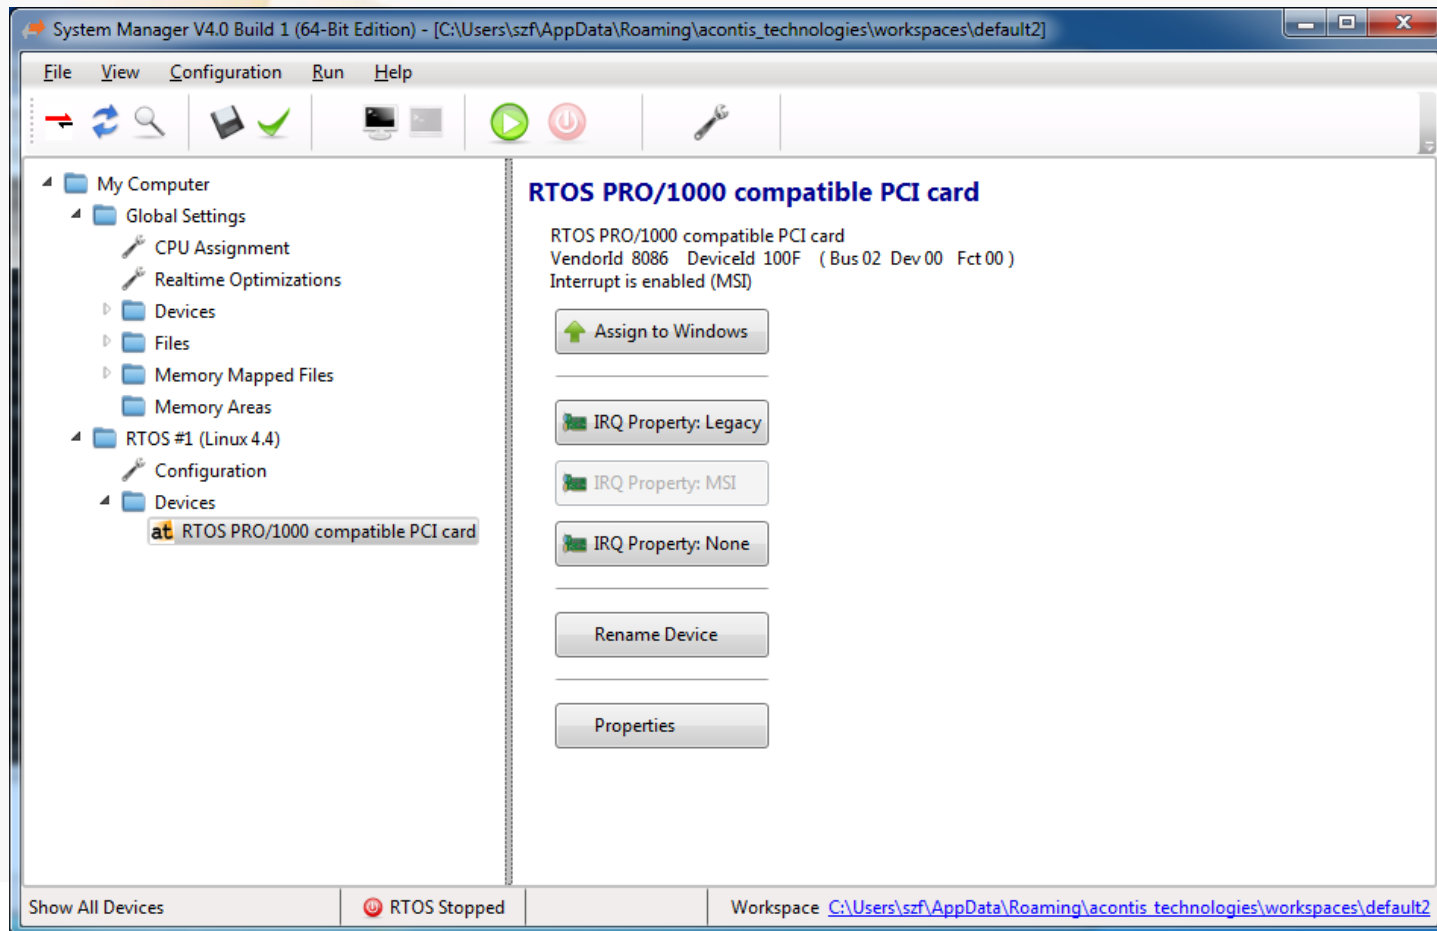 System Manager V4.0 Build 1 (64-Bit Edition) - [C:\Users\szf\AppData\Roaming\acontis_technologies\workspaces\default2]
File View Configuration Run Help
My Computer
Global Settings
CPU Assignment
Realtime Optimizations
Devices
Files
Memory Mapped Files
Memory Areas
RTOS #1 (Linux 4.4)
Configuration
Devices
at RTOS PRO/1000 compatible PCI card
RTOS PRO/1000 compatible PCI card
RTOS PRO/1000 compatible PCI card
VendorId 8086 DeviceId 100F ( Bus 02 Dev 00 Fct 00 )
Interrupt is enabled (MSI)
Assign to Windows
IRQ Property: Legacy
IRQ Property: MSI
IRQ Property: None
Rename Device
Properties
Show All Devices
RTOS Stopped
Workspace C:\Users\szf\AppData\Roaming\acontis_technologies\workspaces\default2